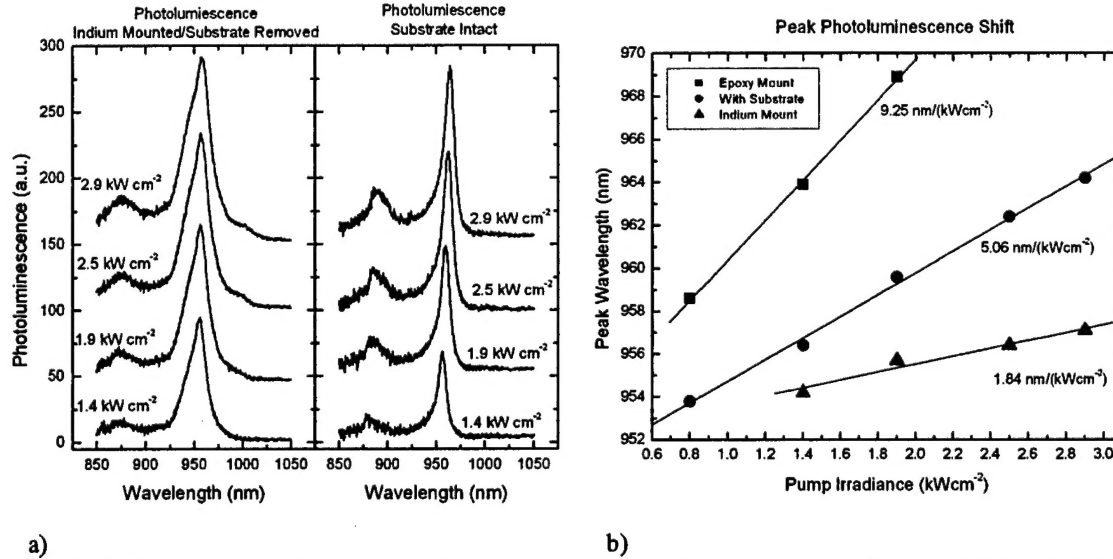 Photolumiescence
Indium Mounted/Substrate Removed
Photolumiescence
Substrate Intact
300
250
200
150
100
50
0
Photoluminescence (a.u.)
2.9 kW cm-2
2.5 kW cm-2
1.9 kW cm-2
1.4 kW cm-2
2.9 kW cm-2
2.5 kW cm-2
1.9 kW cm-2
1.4 kW cm-2
850 900 950 1000 1050
850 900 950 1000 1050
Wavelength (nm)
Wavelength (nm)
a)
Peak Photoluminescence Shift
970
968
966
964
962
960
958
956
954
952
Peak Wavelength (nm)
Epoxy Mount
With Substrate
Indium Mount
9.25 nm/(kWcm-2)
5.06 nm/(kWcm-2)
1.84 nm/(kWcm-2)
0.6 0.8 1.0 1.2 1.4 1.6 1.8 2.0 2.2 2.4 2.6 2.8 3.0
Pump Irradiance (kWcm-2)
b)